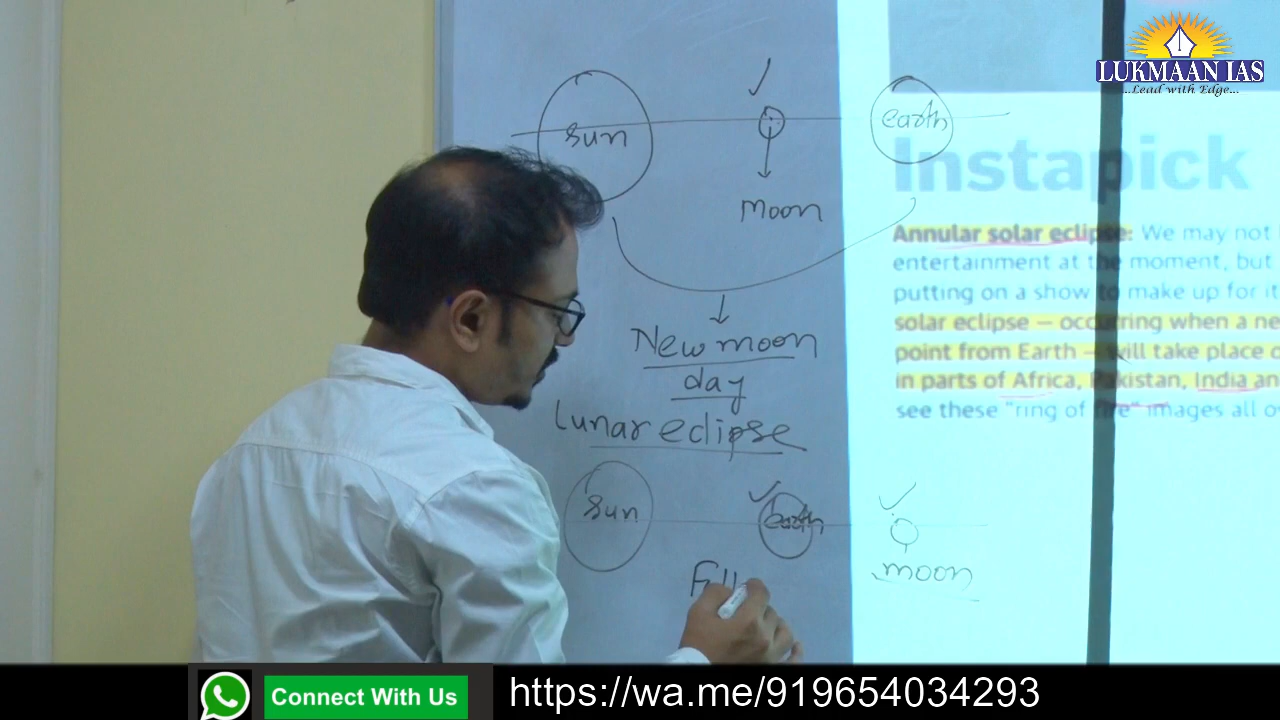 LUKMAAN IAS
...Lead with Edge...
sun
earth
moon
Instapick
Annular solar eclipse: We may not
entertainment at the moment, but
putting on a show to make up for it
solar eclipse — occurring when a ne
point from Earth — will take place o
in parts of Africa, Pakistan, India an
see these "ring of fire" images all o
New moon
day
Lunar eclipse
sun
earth
moon
Full
Connect With Us
https://wa.me/919654034293